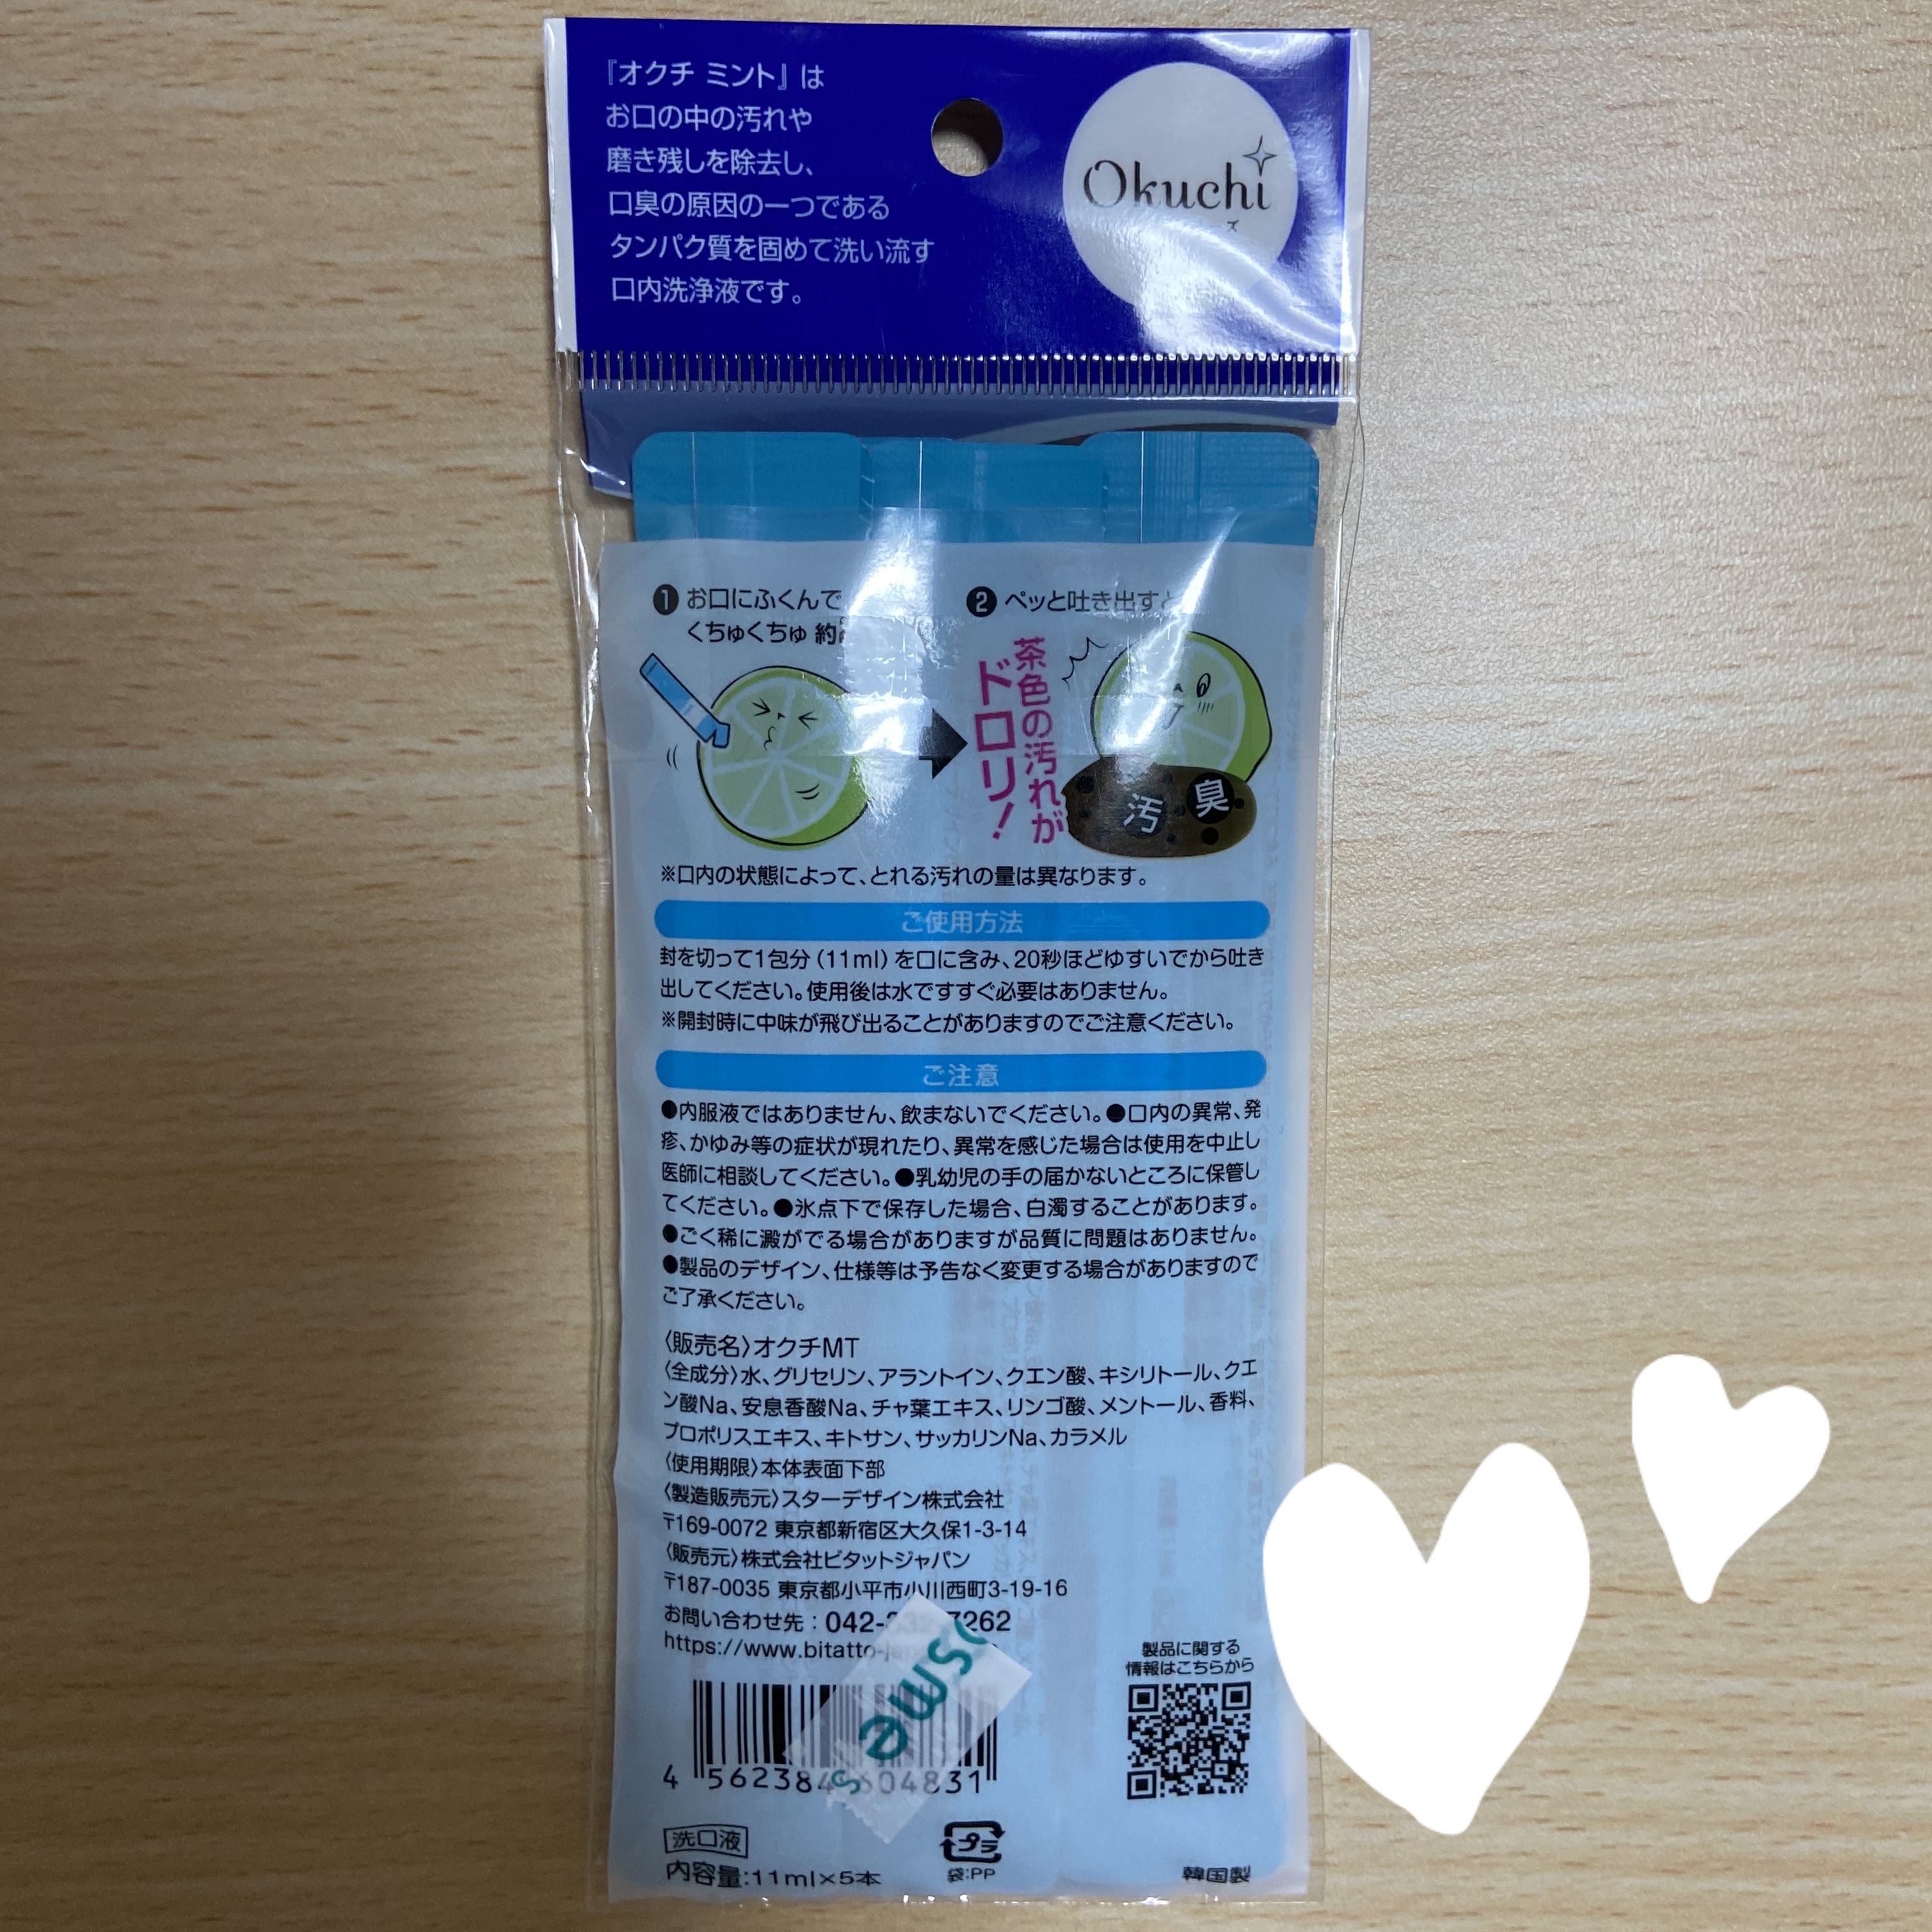 『オクチ ミント』は
お口の中の汚れや
磨き残しを除去し、
口臭の原因の一つである
タンパク質を固めて洗い流す
口内洗浄液です。
Okuchi
ズ
1 お口にふくんで
くちゅくちゅ 約
2 ペッと吐き出すと
茶色の汚れが
ドロリ!
汚 臭
※口内の状態によって、とれる汚れの量は異なります。
ご使用方法
封を切って1包分(11ml)を口に含み、20秒ほどゆすいでから吐き
出してください。使用後は水ですすぐ必要はありません。
※開封時に中味が飛び出ることがありますのでご注意ください。
ご注意
●内服液ではありません、飲まないでください。●口内の異常、発
疹、かゆみ等の症状が現れたり、異常を感じた場合は使用を中止し
医師に相談してください。●乳幼児の手の届かないところに保管し
てください。●氷点下で保存した場合、白濁することがあります。
●ごく稀に澱がでる場合がありますが品質に問題はありません。
●製品のデザイン、仕様等は予告なく変更する場合がありますので
ご了承ください。
〈販売名〉オクチMT
〈全成分〉水、グリセリン、アラントイン、クエン酸、キシリトール、クエ
ン酸Na、安息香酸Na、チャ葉エキス、リンゴ酸、メントール、香料、
プロポリスエキス、キトサン、サッカリンNa、カラメル
〈使用期限〉本体表面下部
〈製造販売元〉スターデザイン株式会社
〒169-0072 東京都新宿区大久保1-3-14
〈販売元〉株式会社ビタットジャパン
〒187-0035 東京都小平市小川西町3-19-16
お問い合わせ先:042-332-7262
https://www.bitatto-
osme
s
製品に関する
情報はこちらから
4 562384 604831
洗口液
内容量:11ml×5本
プラ
袋:PP
韓国製